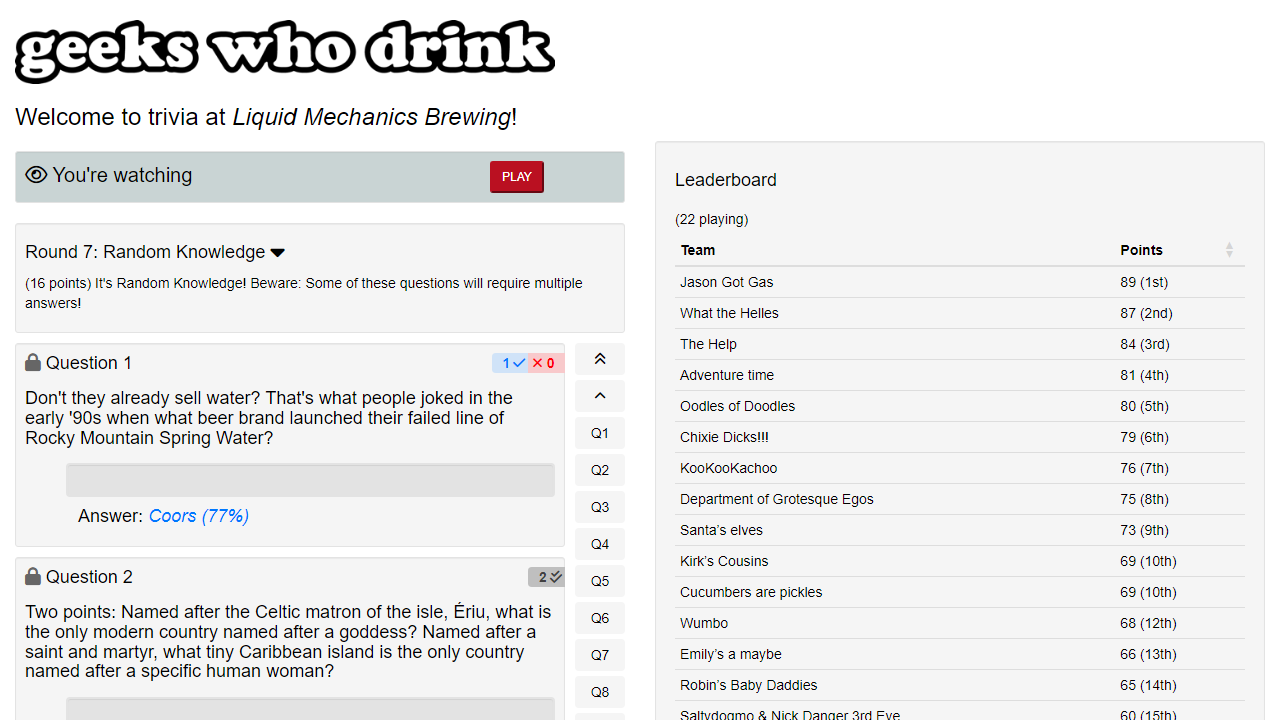 geeks who drink
Welcome to trivia at Liquid Mechanics Brewing!
You're watching
PLAY
Round 7: Random Knowledge
(16 points) It's Random Knowledge! Beware: Some of these questions will require multiple
answers!
Question 1
1
0
Don't they already sell water? That's what people joked in the
early '90s when what beer brand launched their failed line of
Rocky Mountain Spring Water?
Answer: Coors (77%)
Question 2
2
Two points: Named after the Celtic matron of the isle, Ériu, what is
the only modern country named after a goddess? Named after a
saint and martyr, what tiny Caribbean island is the only country
named after a specific human woman?
Q1
Q2
Q3
Q4
Q5
Q6
Q7
Q8
Leaderboard
(22 playing)
Team Points
Jason Got Gas 89 (1st)
What the Helles 87 (2nd)
The Help 84 (3rd)
Adventure time 81 (4th)
Oodles of Doodles 80 (5th)
Chixie Dicks!!! 79 (6th)
KooKooKachoo 76 (7th)
Department of Grotesque Egos 75 (8th)
Santa’s elves 73 (9th)
Kirk’s Cousins 69 (10th)
Cucumbers are pickles 69 (10th)
Wumbo 68 (12th)
Emily’s a maybe 66 (13th)
Robin’s Baby Daddies 65 (14th)
Saltydogmo & Nick Danger 3rd Eye 60 (15th)